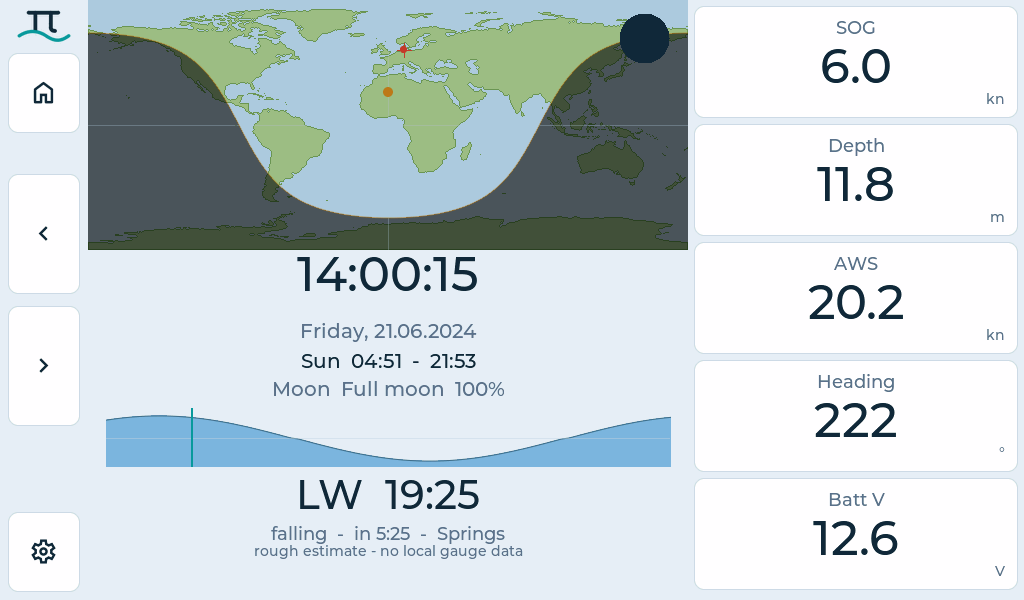 14:00:15
Friday, 21.06.2024
Sun 04:51 - 21:53
Moon Full moon 100%
LW 19:25
falling - in 5:25 - Springs
rough estimate - no local gauge data
SOG
6.0
kn
Depth
11.8
m
AWS
20.2
kn
Heading
222
°
Batt V
12.6
V